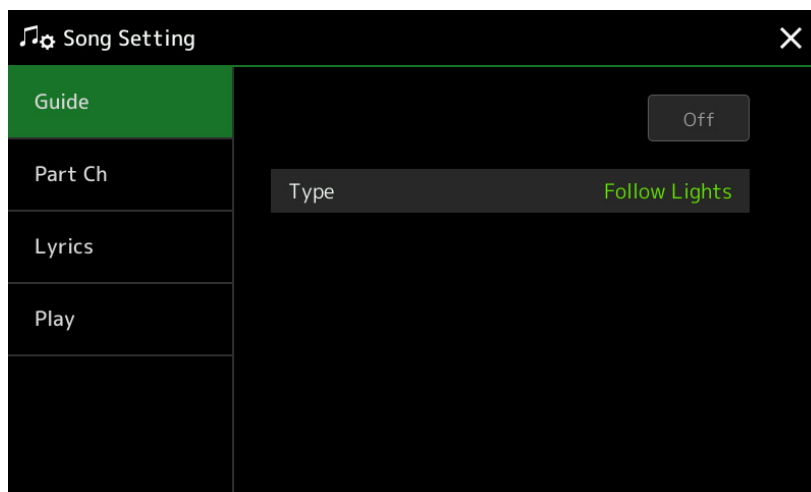 Song Setting
Guide
Off
Part Ch
Type Follow Lights
Lyrics
Play